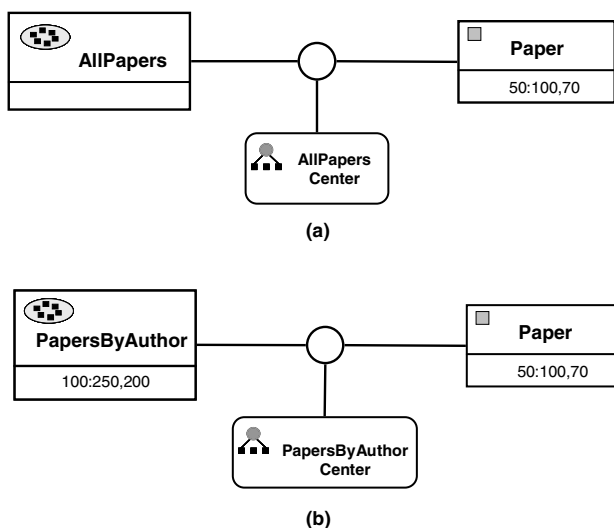 AllPapers
Paper
50:100,70
AllPapers
Center
(a)
PapersByAuthor
Paper
100:250,200
50:100,70
PapersByAuthor
Center
(b)